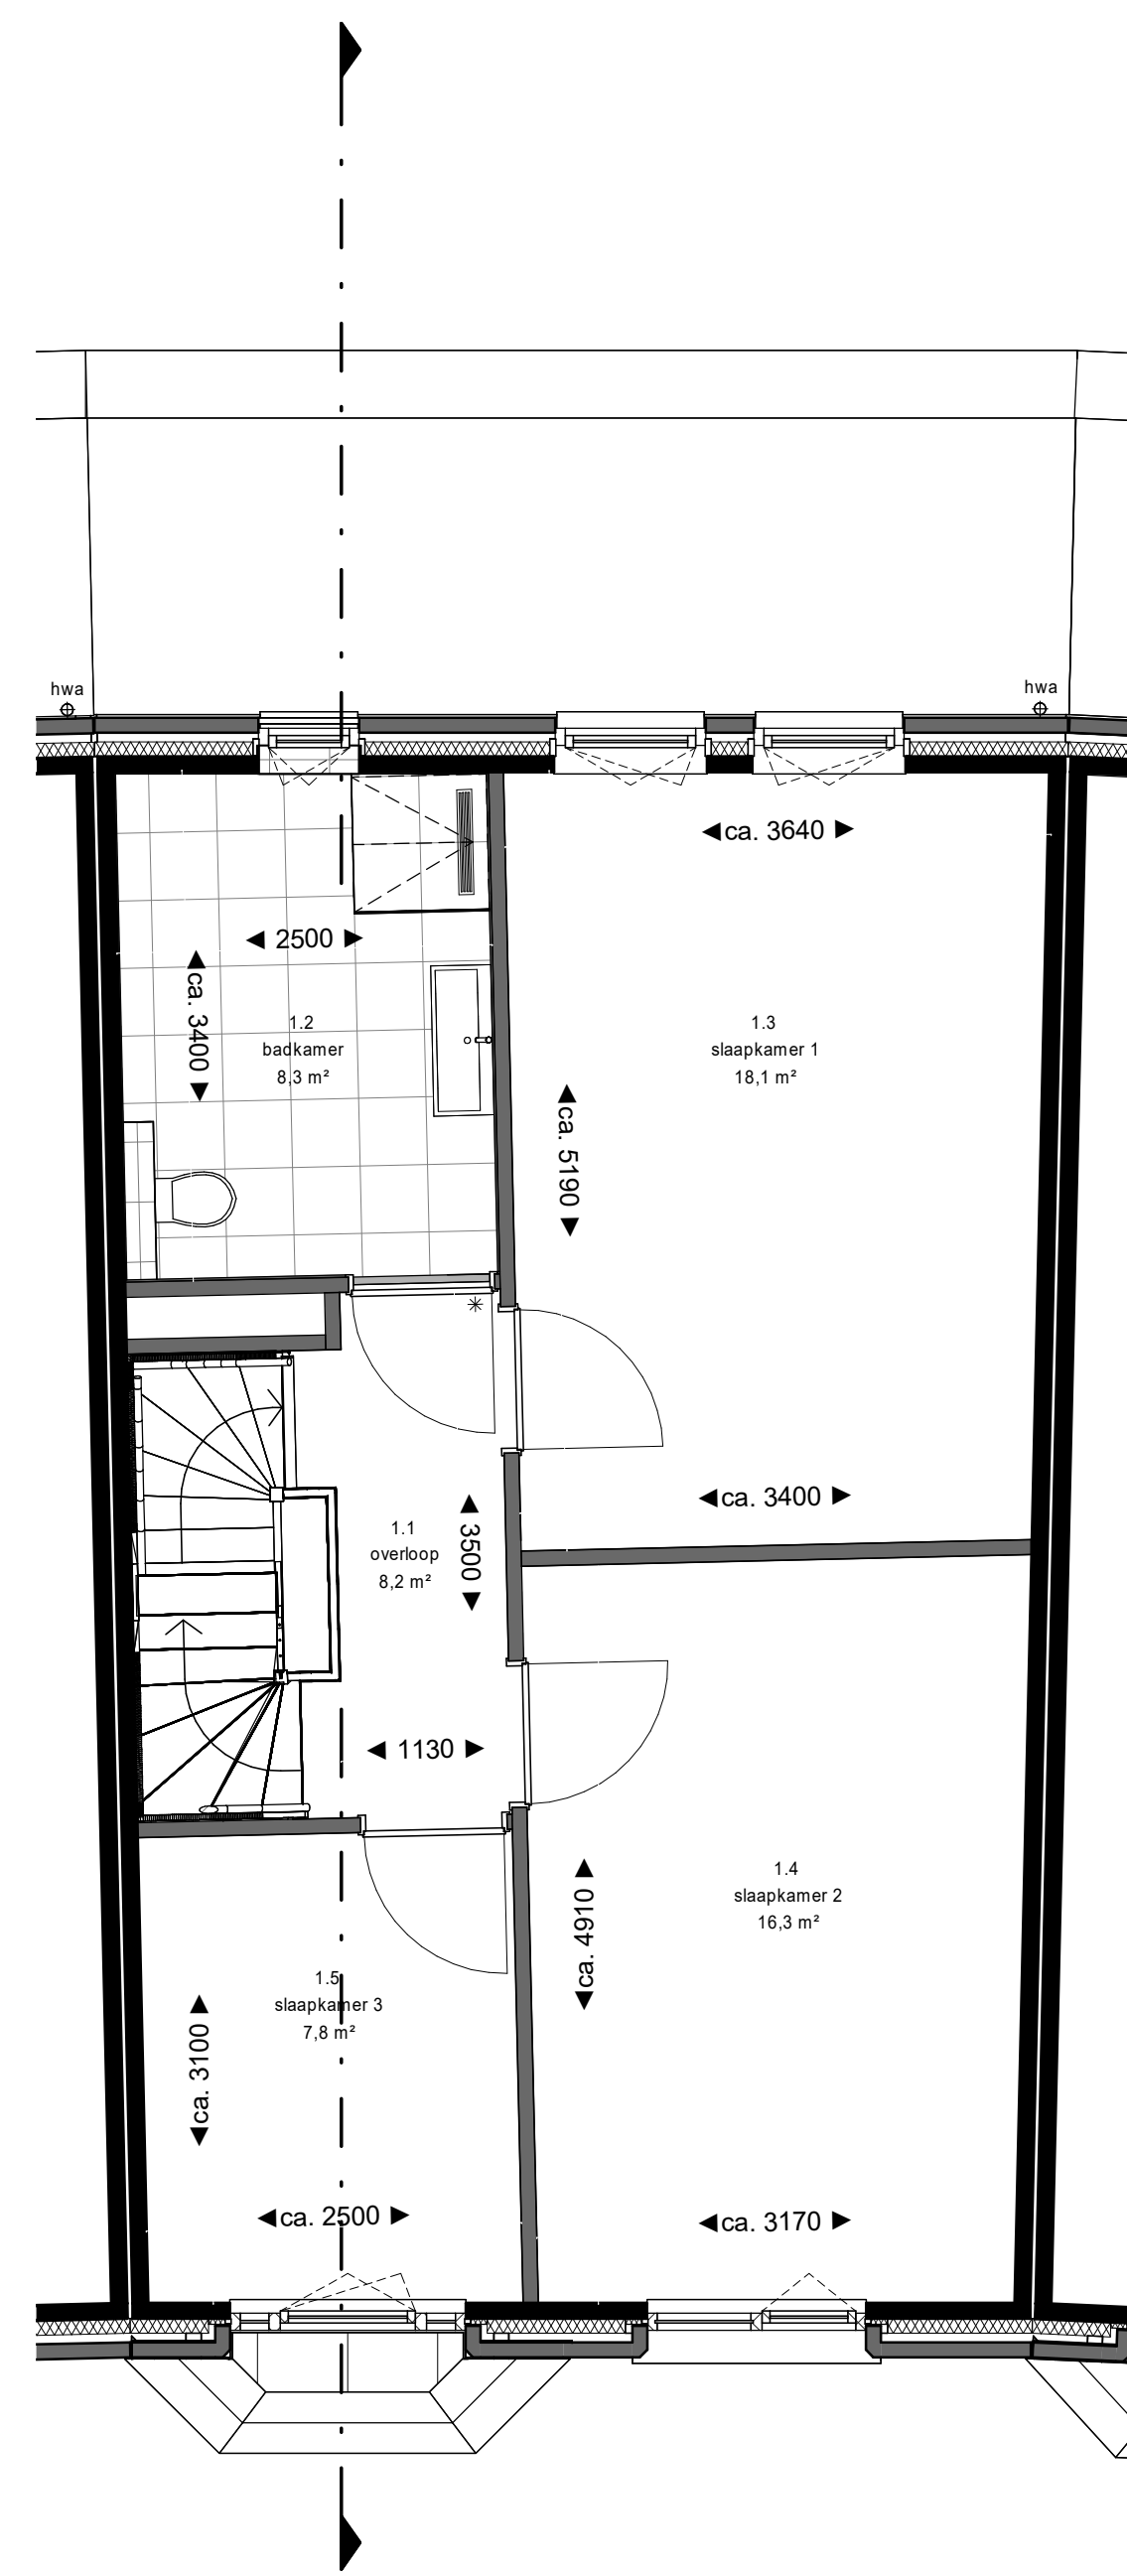 hwa
hwa
◄ca. 3640 ►
◄ 2500 ►
◄ca. 3400 ►
1.2
badkamer
8,3 m²
1.3
slaapkamer 1
18,1 m²
◄ca. 5190 ►
◄ca. 3400 ►
1.1
overloop
8,2 m²
◄ 3500 ►
◄ 1130 ►
1.4
slaapkamer 2
16,3 m²
◄ca. 4910 ►
1.5
slaapkamer 3
7,8 m²
◄ca. 3100 ►
◄ca. 2500 ►
◄ca. 3170 ►